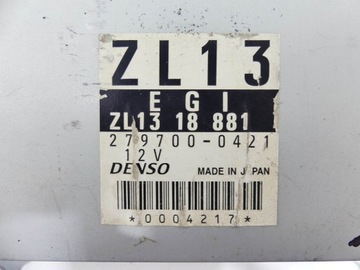 ZL13
EGI
ZL13 18 881
279700-0421
12V
DENSO MADE IN JAPAN
*0004217*